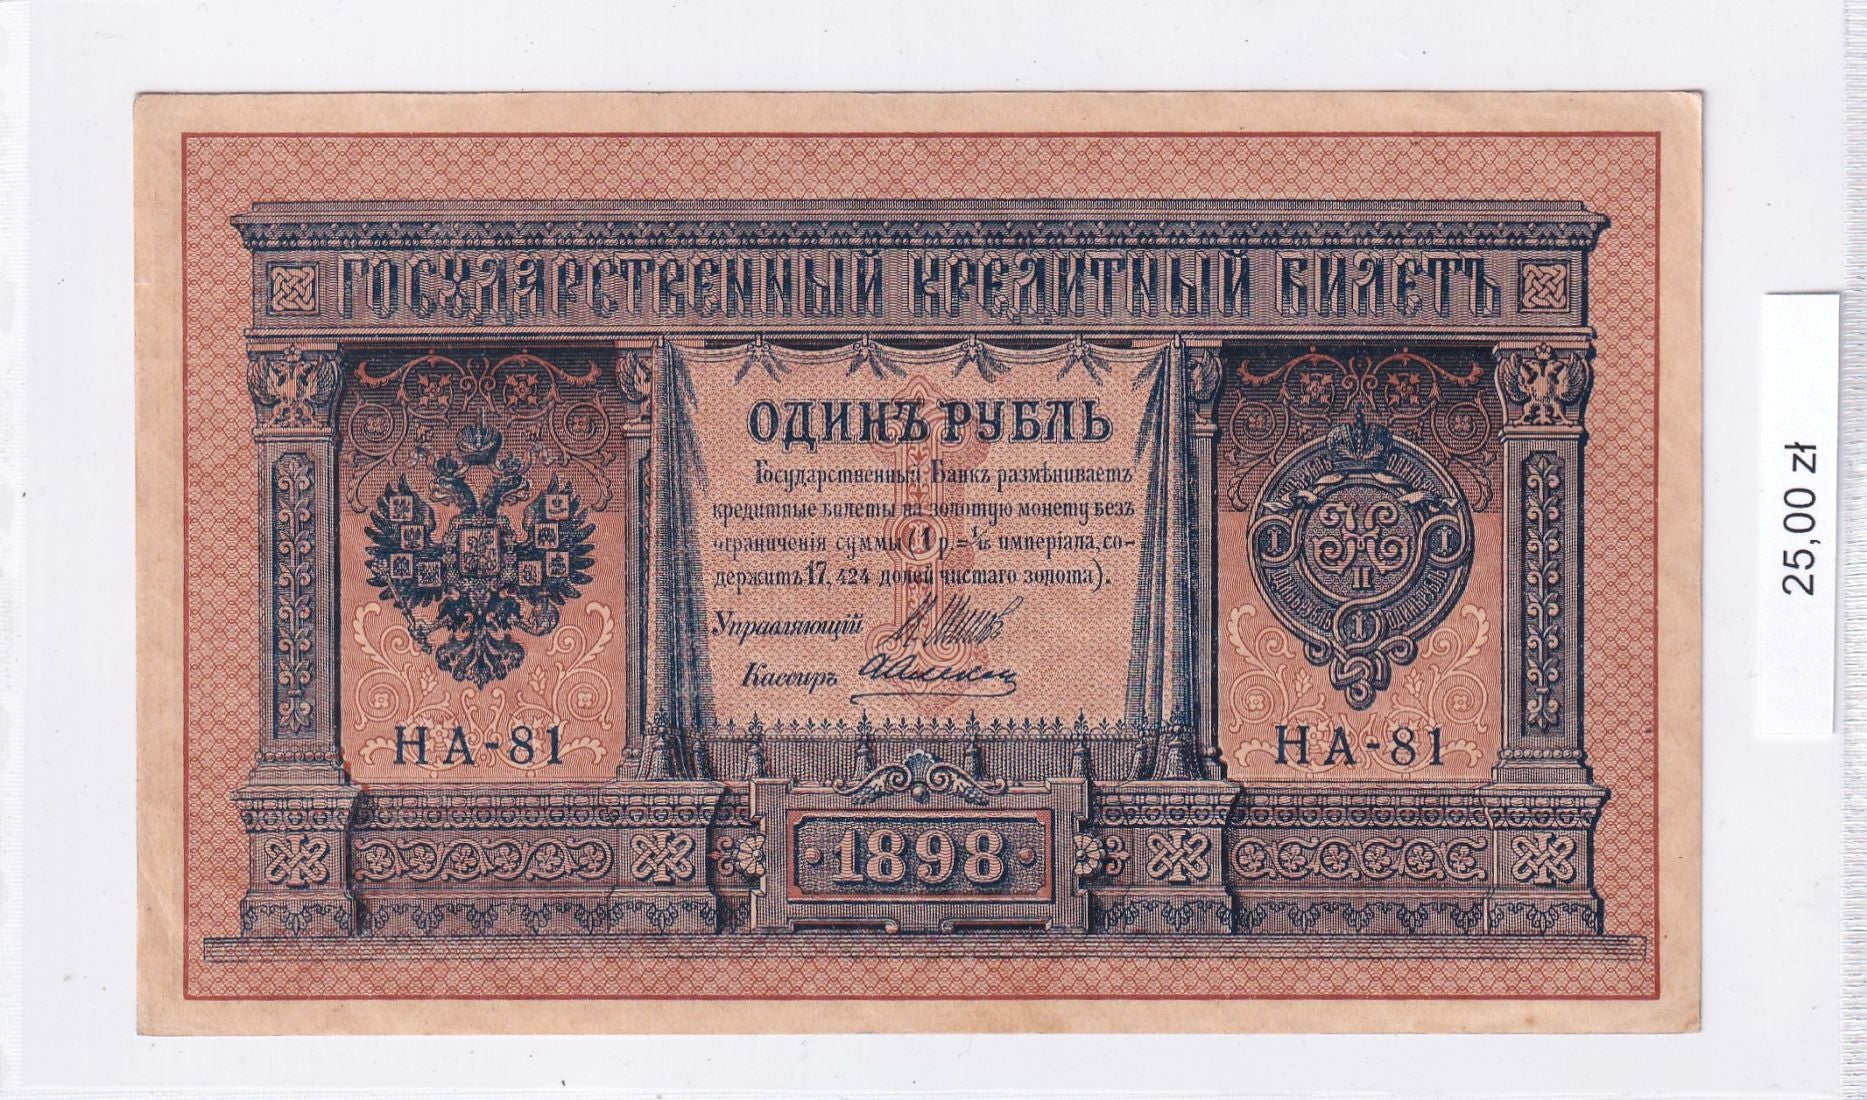 ГОСУДАРСТВЕННЫЙ КРЕДИТНЫЙ БИЛЕТЪ
ОДИНЪ РУБЛЬ
Государственный Банкъ размѣниваетъ
кредитные билеты на золотую монету безъ
ограниченія суммы (1 р.= 1/15 имперіала, со-
держитъ 17,424 долей чистаго золота).
Управляющій
Кассиръ
НА-81
НА-81
1898
25,00 zł